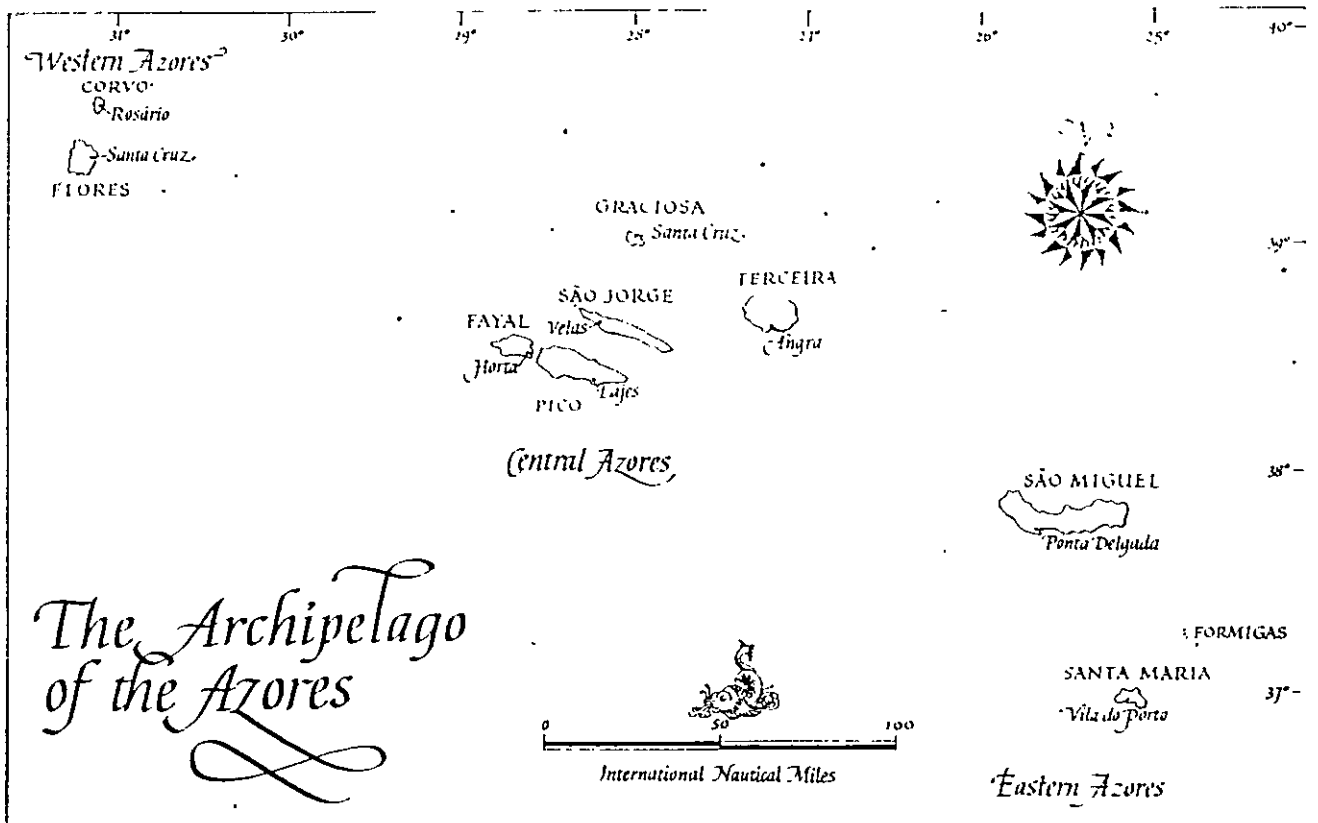 31° 30° 29° 28° 27° 26° 25° 40°
Western Azores
CORVO
Rosário
Santa Cruz
FLORES
GRACIOSA
Santa Cruz
39°
TERCEIRA
SÃO JORGE
FAYAL
Velas
Angra
Horta
Lajes
PICO
Central Azores
38°
SÃO MIGUEL
Ponta Delgada
The Archipelago
of the Azores
FORMIGAS
SANTA MARIA
37°
Vila do Porto
0 50 100
International Nautical Miles
Eastern Azores